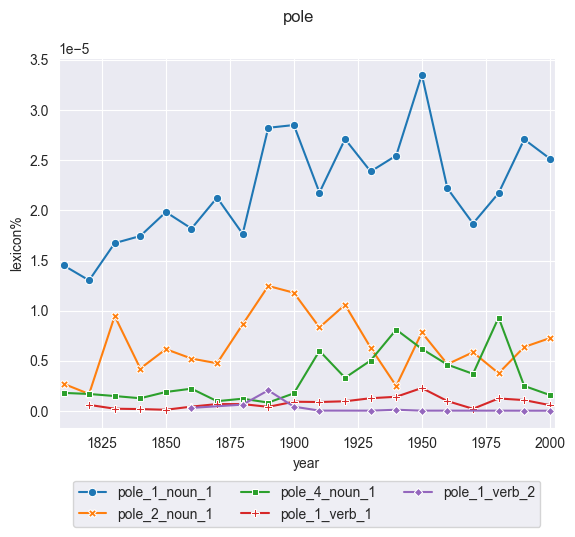 pole
1e−5
3.5
3.0
2.5
2.0
1.5
1.0
0.5
0.0
lexicon%
1825 1850 1875 1900 1925 1950 1975 2000
year
pole_1_noun_1 pole_4_noun_1 pole_1_verb_2
pole_2_noun_1 pole_1_verb_1